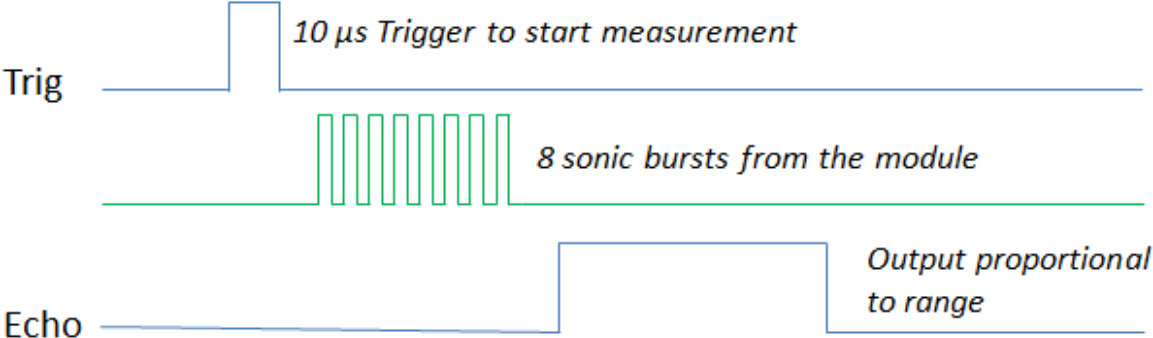 10 µs Trigger to start measurement
Trig
8 sonic bursts from the module
Output proportional
to range
Echo